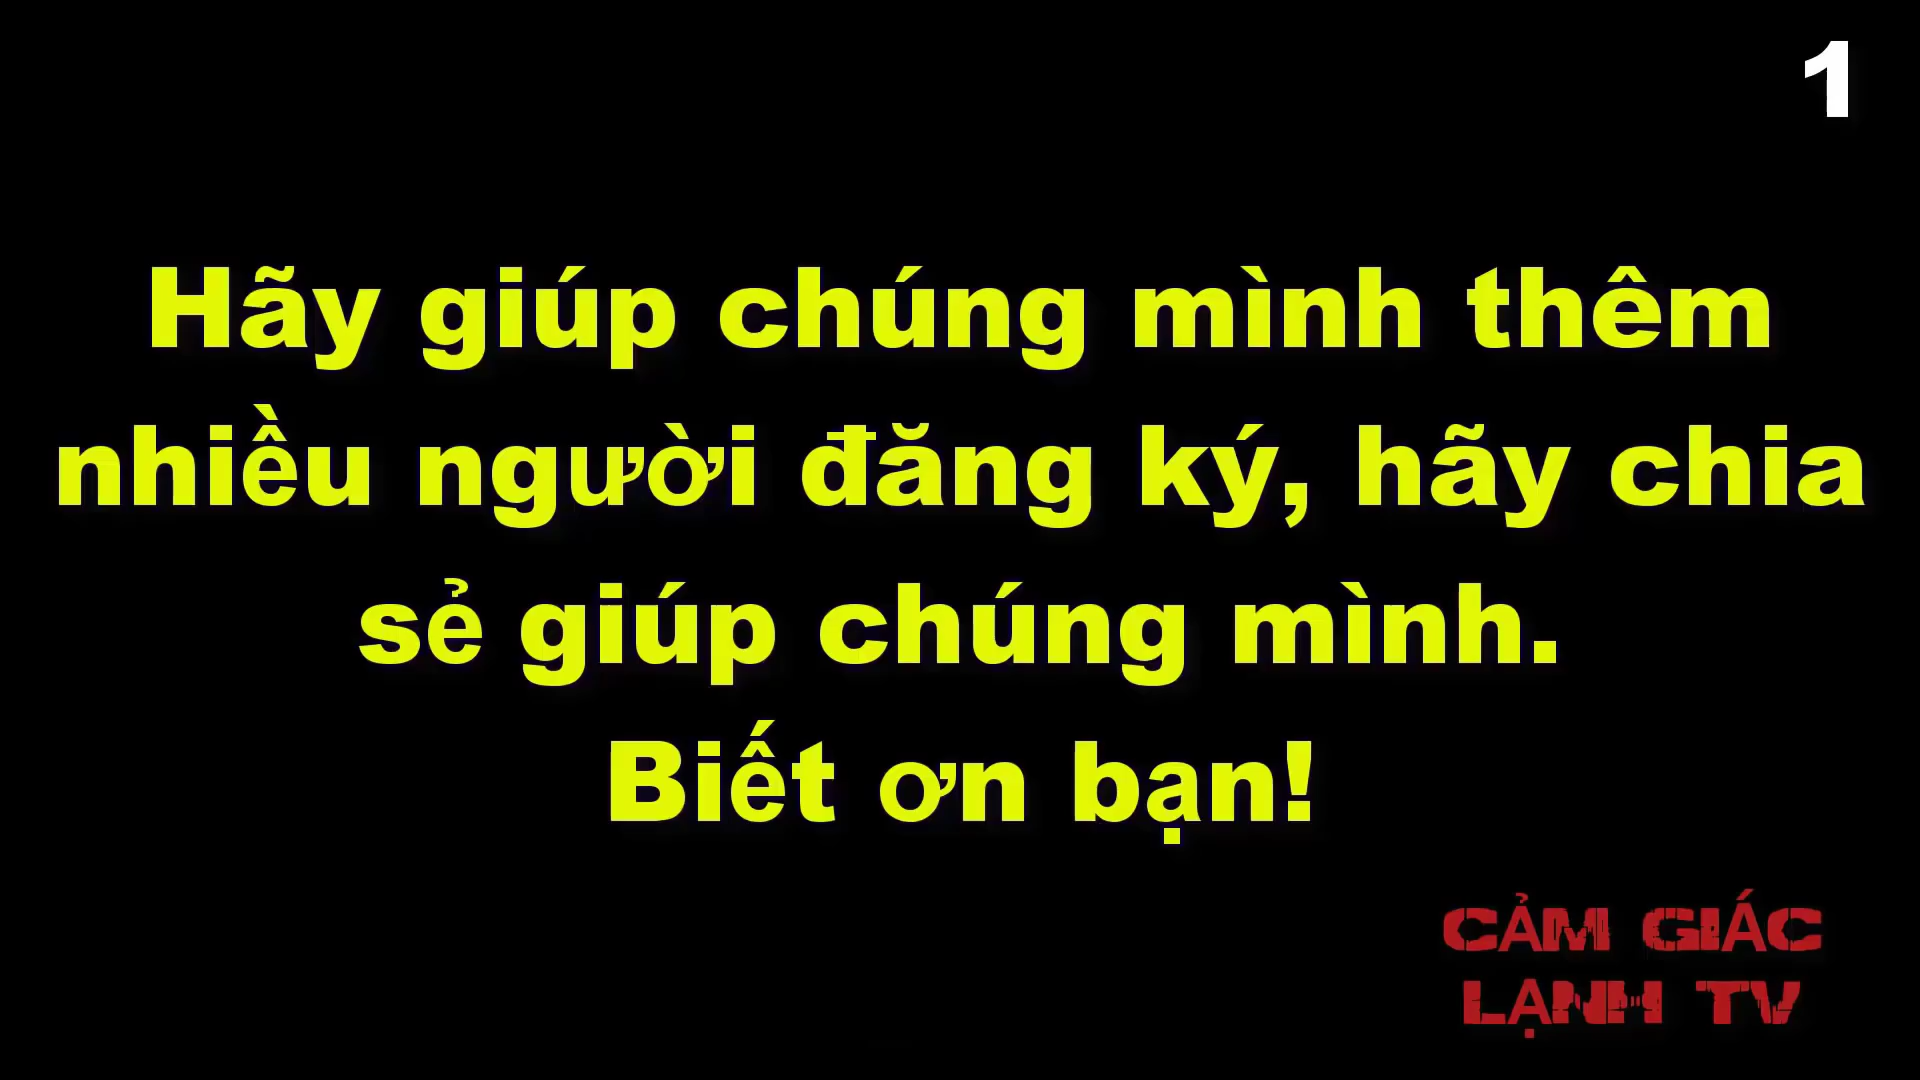 1
Hãy giúp chúng mình thêm
nhiều người đăng ký, hãy chia
sẻ giúp chúng mình.
Biết ơn bạn!
CẢM GIÁC
LẠNH TV